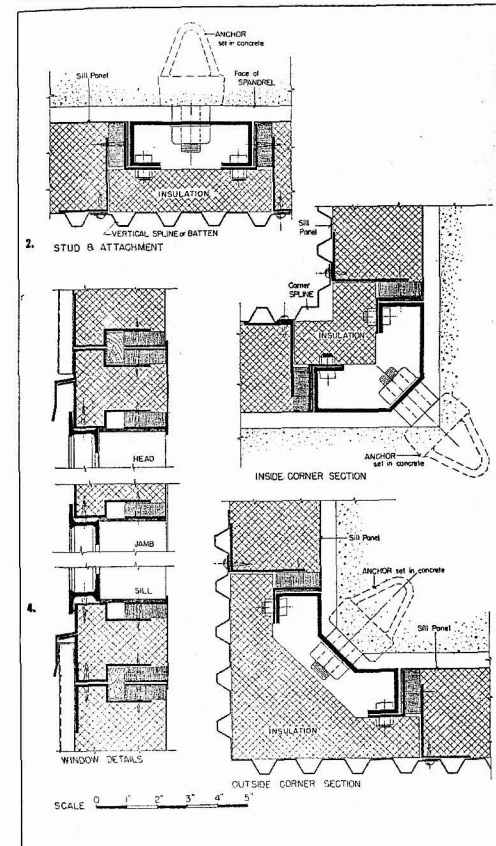 ANCHOR
set in concrete
Sill Panel
Face of
SPANDREL
INSULATION
VERTICAL SPLINE or BATTEN
2. STUD & ATTACHMENT
Sill
Panel
Corner
SPLINE
INSULATION
ANCHOR
set in concrete
INSIDE CORNER SECTION
HEAD
JAMB
SILL
4.
WINDOW DETAILS
Sill Panel
ANCHOR set in concrete
Sill Panel
INSULATION
OUTSIDE CORNER SECTION
SCALE 0 1" 2" 3" 4" 5"